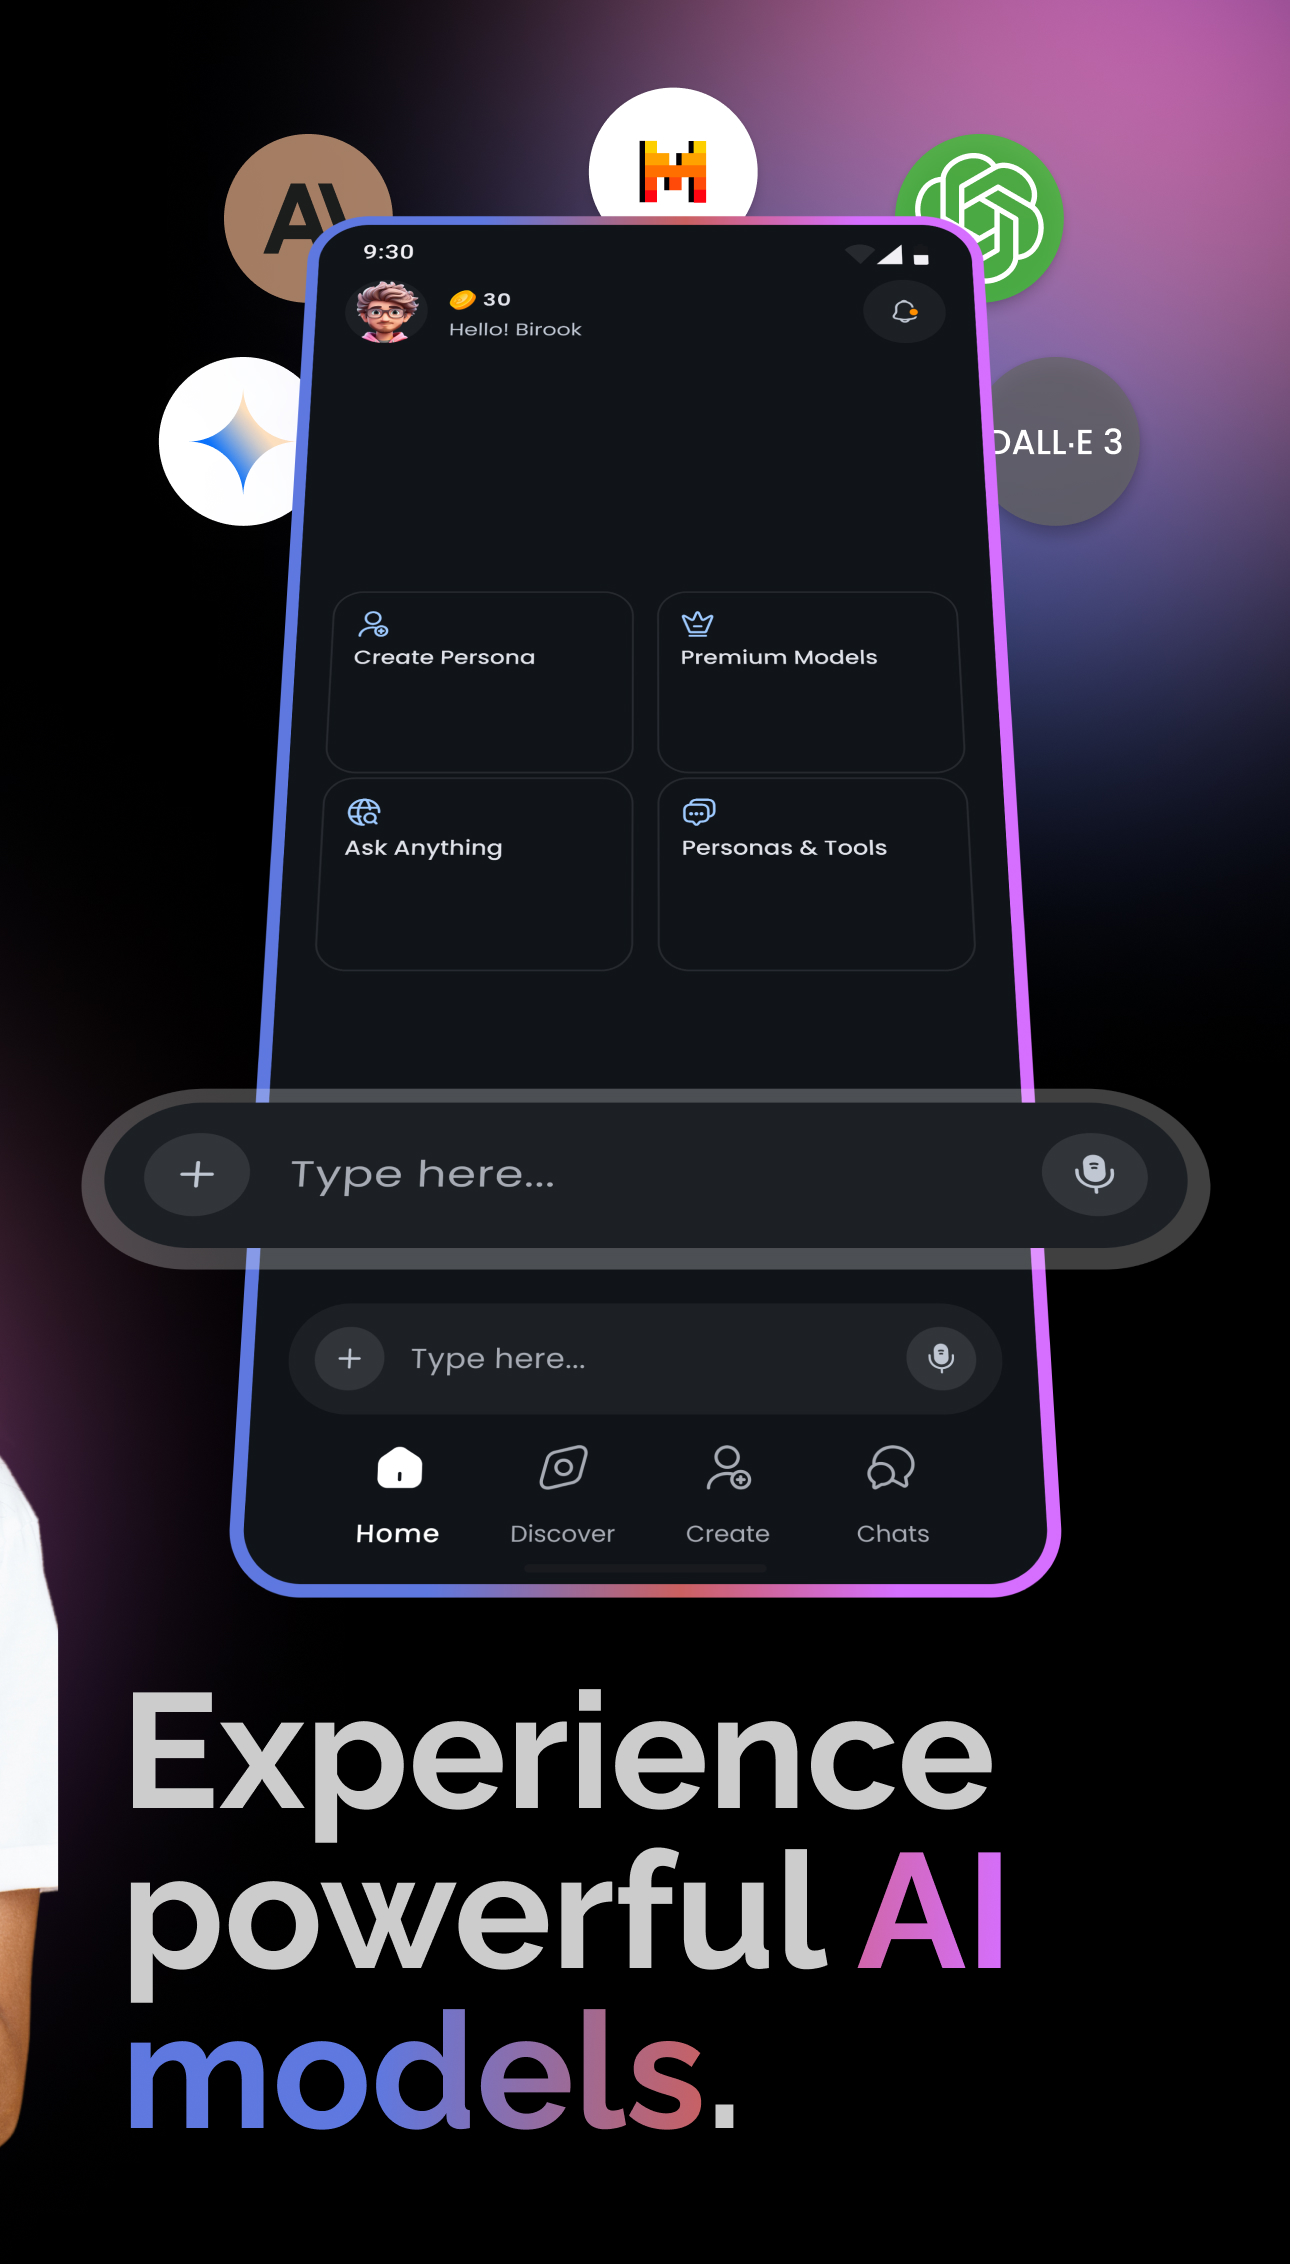 9:30
30
Hello! Birook
DALL·E 3
Create Persona
Premium Models
Ask Anything
Personas & Tools
Type here...
Type here...
Home
Discover
Create
Chats
Experience
powerful AI
models.